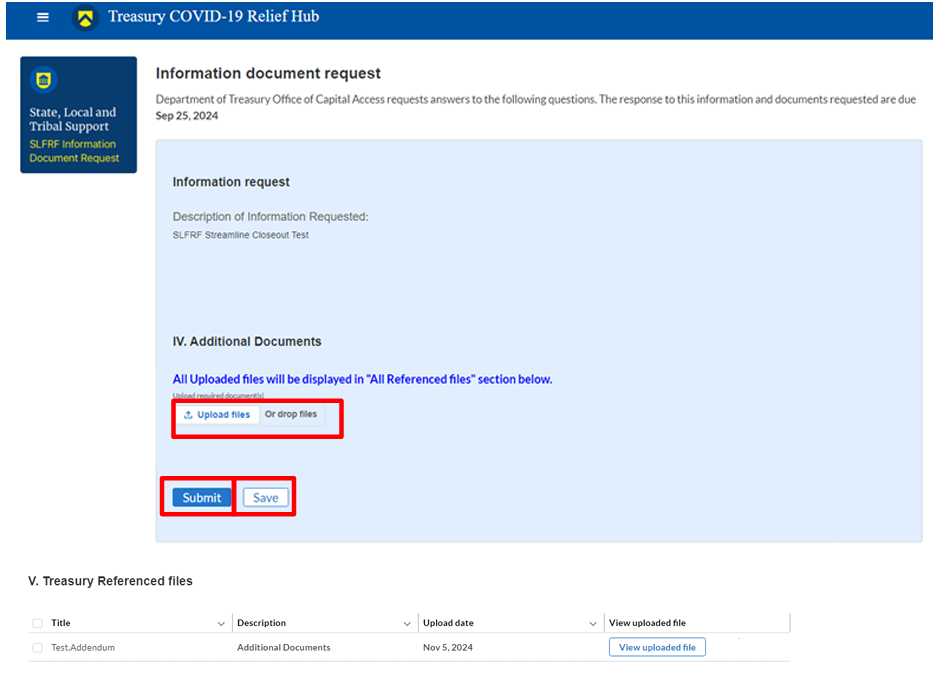 Treasury COVID-19 Relief Hub
State, Local and
Tribal Support
SLFRF Information
Document Request
Information document request
Department of Treasury Office of Capital Access requests answers to the following questions. The response to this information and documents requested are due
Sep 25, 2024
Information request
Description of Information Requested:
SLFRF Streamline Closeout Test
IV. Additional Documents
All Uploaded files will be displayed in "All Referenced files" section below.
Upload required document(s)
Upload files Or drop files
Submit Save
V. Treasury Referenced files
Title Description Upload date View uploaded file
Test.Addendum Additional Documents Nov 5, 2024 View uploaded file